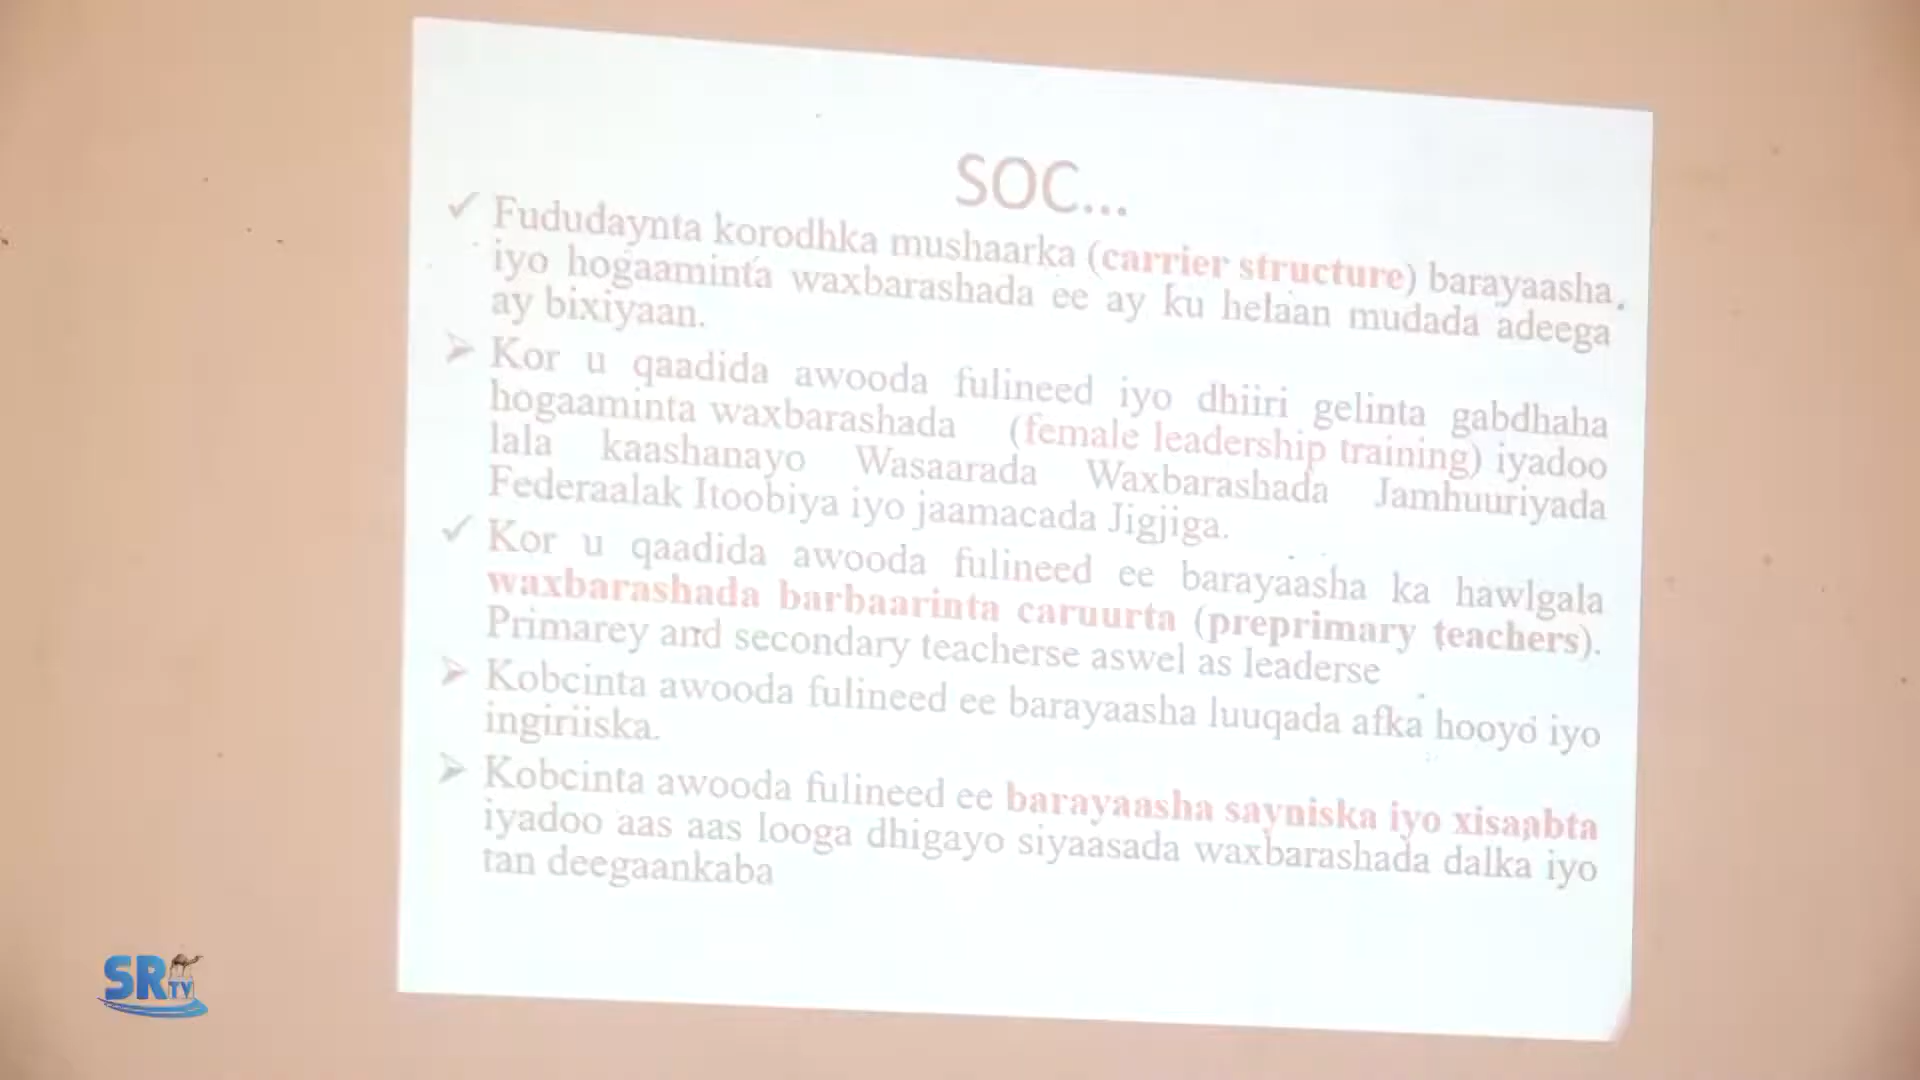 SOC...
✓ Fududaynta korodhka mushaarka (carrier structure) barayaasha.
iyo hogaaminta waxbarashada ee ay ku helaan mudada adeega
ay bixiyaan.
➢ Kor u qaadida awooda fulineed iyo dhiiri gelinta gabdhaha
hogaaminta waxbarashada (female leadership training) iyadoo
lala kaashanayo Wasaarada Waxbarashada Jamhuuriyada
Federaalak Itoobiya iyo jaamacada Jigjiga.
✓ Kor u qaadida awooda fulineed ee barayaasha ka hawlgala
waxbarashada barbaarinta caruurta (preprimary teachers).
Primarey and secondary teacherse aswel as leaderse
➢ Kobcinta awooda fulineed ee barayaasha luuqada afka hooyo iyo
ingiriiska.
➢ Kobcinta awooda fulineed ee barayaasha sayniska iyo xisaabta
iyadoo aas aas looga dhigayo siyaasada waxbarashada dalka iyo
tan deegaankaba
SRTV